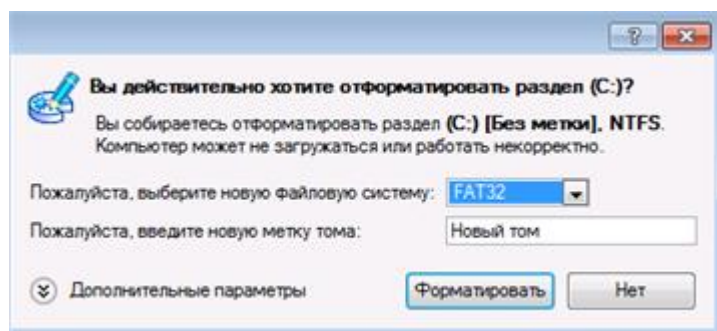 Вы действительно хотите отформатировать раздел (C:)?
Вы собираетесь отформатировать раздел (C:) [Без метки], NTFS.
Компьютер может не загружаться или работать некорректно.
Пожалуйста, выберите новую файловую систему: FAT32
Пожалуйста, введите новую метку тома: Новый том
Дополнительные параметры Форматировать Нет